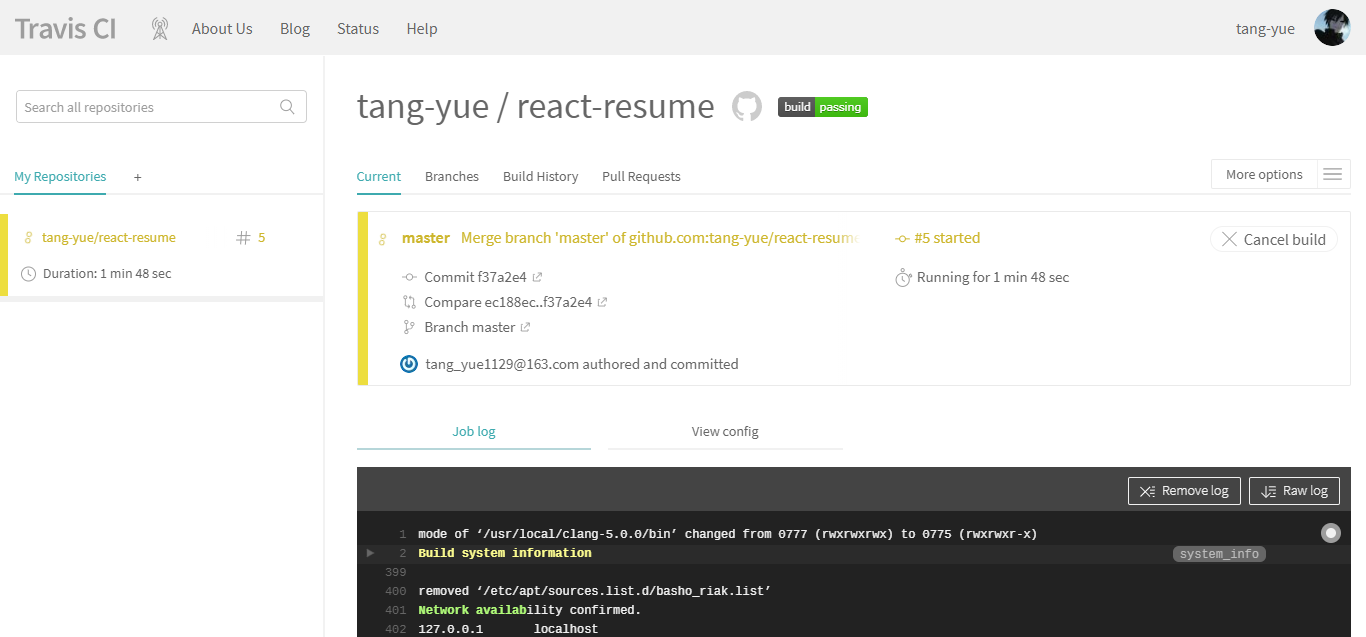 Travis CI About Us Blog Status Help tang-yue
Search all repositories
My Repositories +
tang-yue/react-resume # 5
Duration: 1 min 48 sec
tang-yue / react-resume build passing
Current Branches Build History Pull Requests More options
master Merge branch 'master' of github.com:tang-yue/react-resume #5 started Cancel build
Commit f37a2e4 Running for 1 min 48 sec
Compare ec188ec..f37a2e4
Branch master
tang_yue1129@163.com authored and committed
Job log View config
Remove log Raw log
1 mode of ‘/usr/local/clang-5.0.0/bin’ changed from 0777 (rwxrwxrwx) to 0775 (rwxrwxr-x)
2 Build system information system_info
399
400 removed ‘/etc/apt/sources.list.d/basho_riak.list’
401 Network availability confirmed.
402 127.0.0.1 localhost